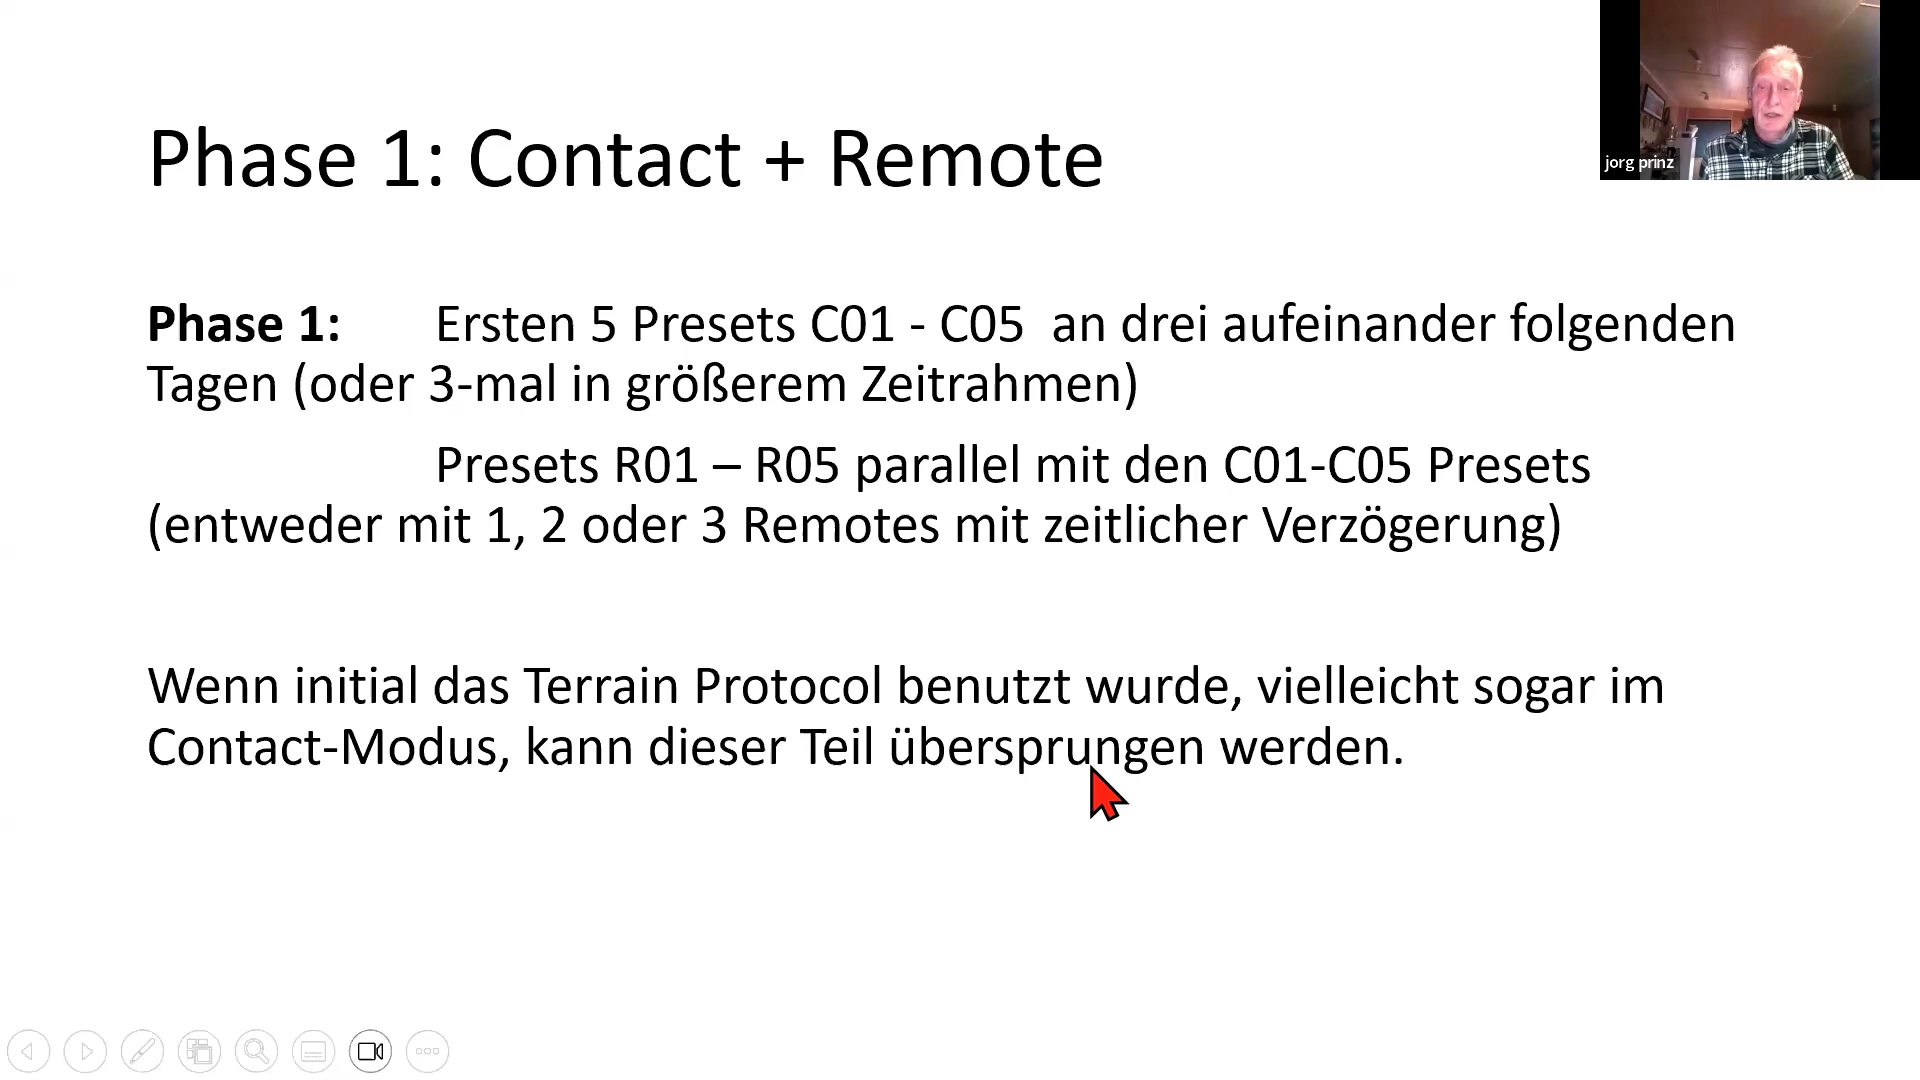 jorg prinz
Phase 1: Contact + Remote
Phase 1: Ersten 5 Presets C01 - C05 an drei aufeinander folgenden
Tagen (oder 3-mal in größerem Zeitrahmen)
Presets R01 – R05 parallel mit den C01-C05 Presets
(entweder mit 1, 2 oder 3 Remotes mit zeitlicher Verzögerung)
Wenn initial das Terrain Protocol benutzt wurde, vielleicht sogar im
Contact-Modus, kann dieser Teil übersprungen werden.